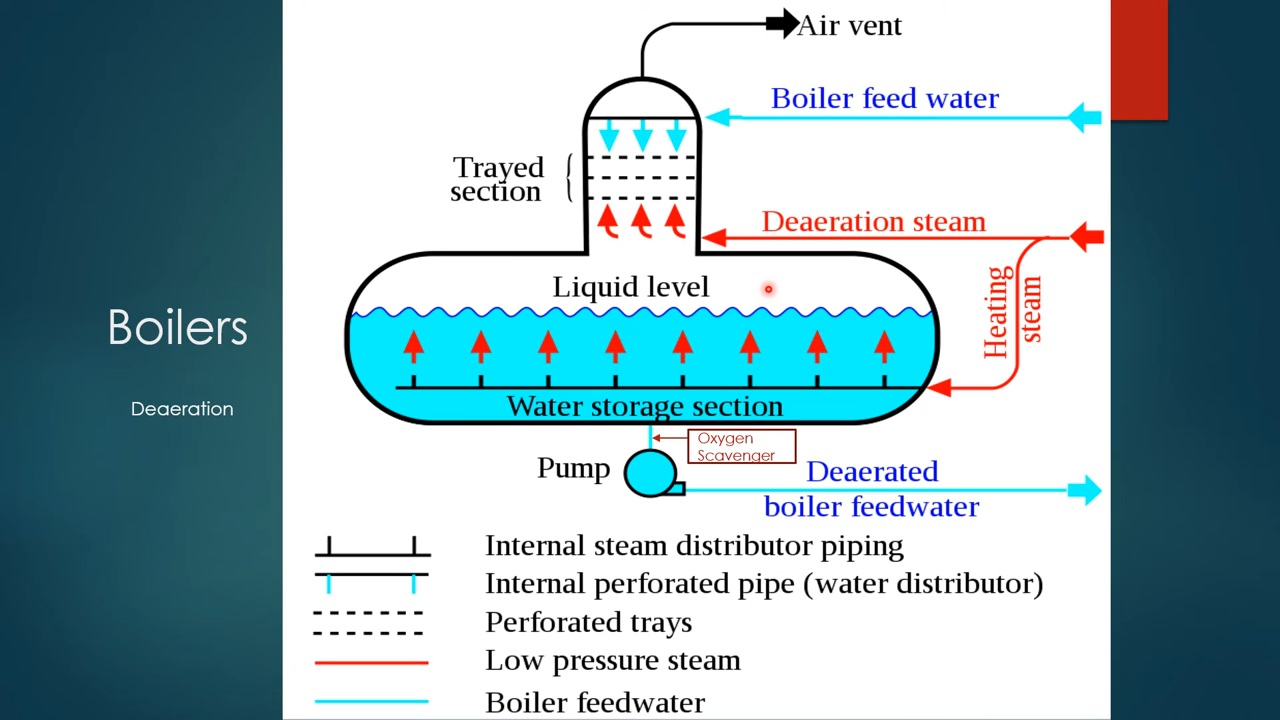 Air vent
Boiler feed water
Trayed
section
Deaeration steam
Liquid level
Heating
steam
Boilers
Deaeration
Water storage section
Oxygen
Scavenger
Pump
Deaerated
boiler feedwater
Internal steam distributor piping
Internal perforated pipe (water distributor)
Perforated trays
Low pressure steam
Boiler feedwater